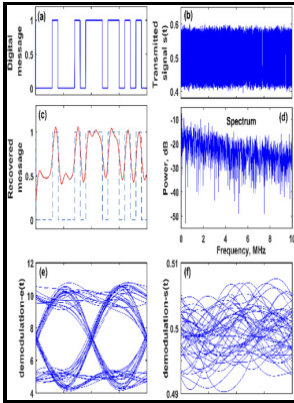 Digital message
1
0.5
0
(a)
Transmitted signal s(t)
0.6
0.5
0.4
(b)
Recovered message
1
0.5
0
(c)
Power, dB
-10
-20
-30
-40
-50
Spectrum
(d)
0 2 4 6 8 10
Frequency, MHz
demodulation-e(t)
12
10
8
6
4
(e)
demodulation-s(t)
0.51
0.5
0.49
(f)